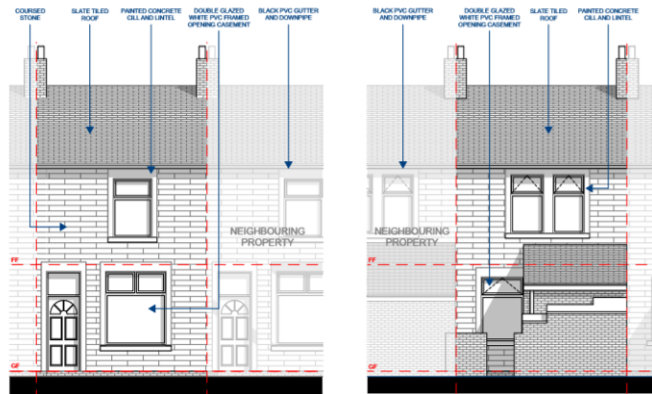 COURSED
STONE
SLATE TILED
ROOF
PAINTED CONCRETE
CILL AND LINTEL
DOUBLE GLAZED
WHITE PVC FRAMED
OPENING CASEMENT
BLACK PVC GUTTER
AND DOWNPIPE
BLACK PVC GUTTER
AND DOWNPIPE
DOUBLE GLAZED
WHITE PVC FRAMED
OPENING CASEMENT
SLATE TILED
ROOF
PAINTED CONCRETE
CILL AND LINTEL
NEIGHBOURING
PROPERTY
NEIGHBOURING
PROPERTY
FF
FF
GF
GF